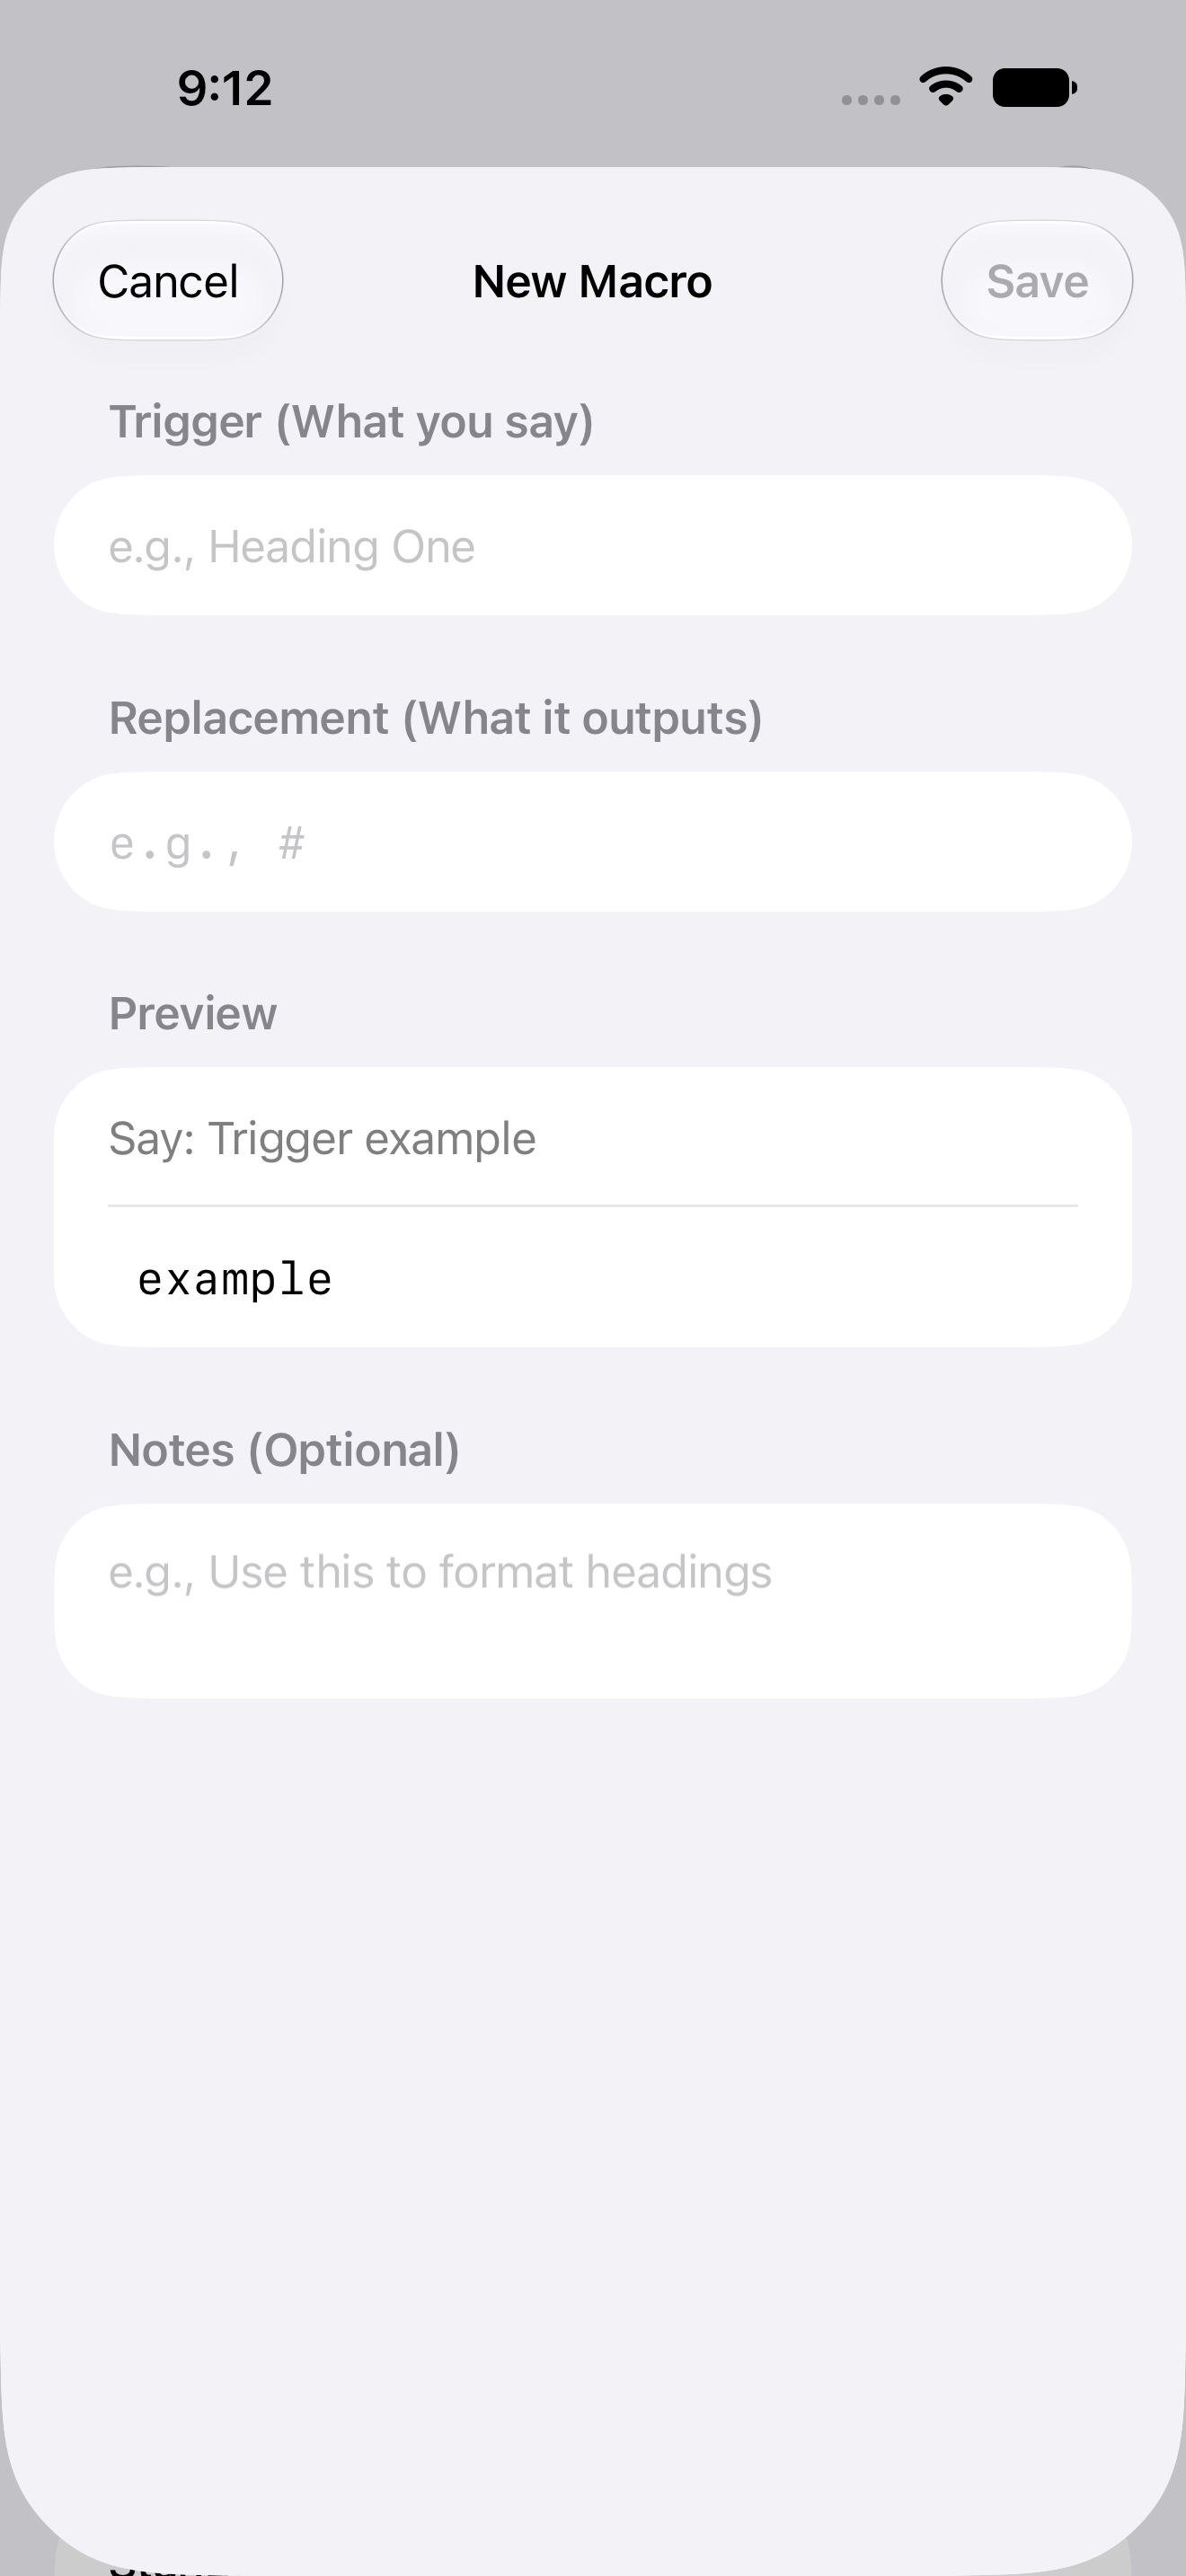 9:12
Cancel
New Macro
Save
Trigger (What you say)
e.g., Heading One
Replacement (What it outputs)
e.g., #
Preview
Say: Trigger example
example
Notes (Optional)
e.g., Use this to format headings